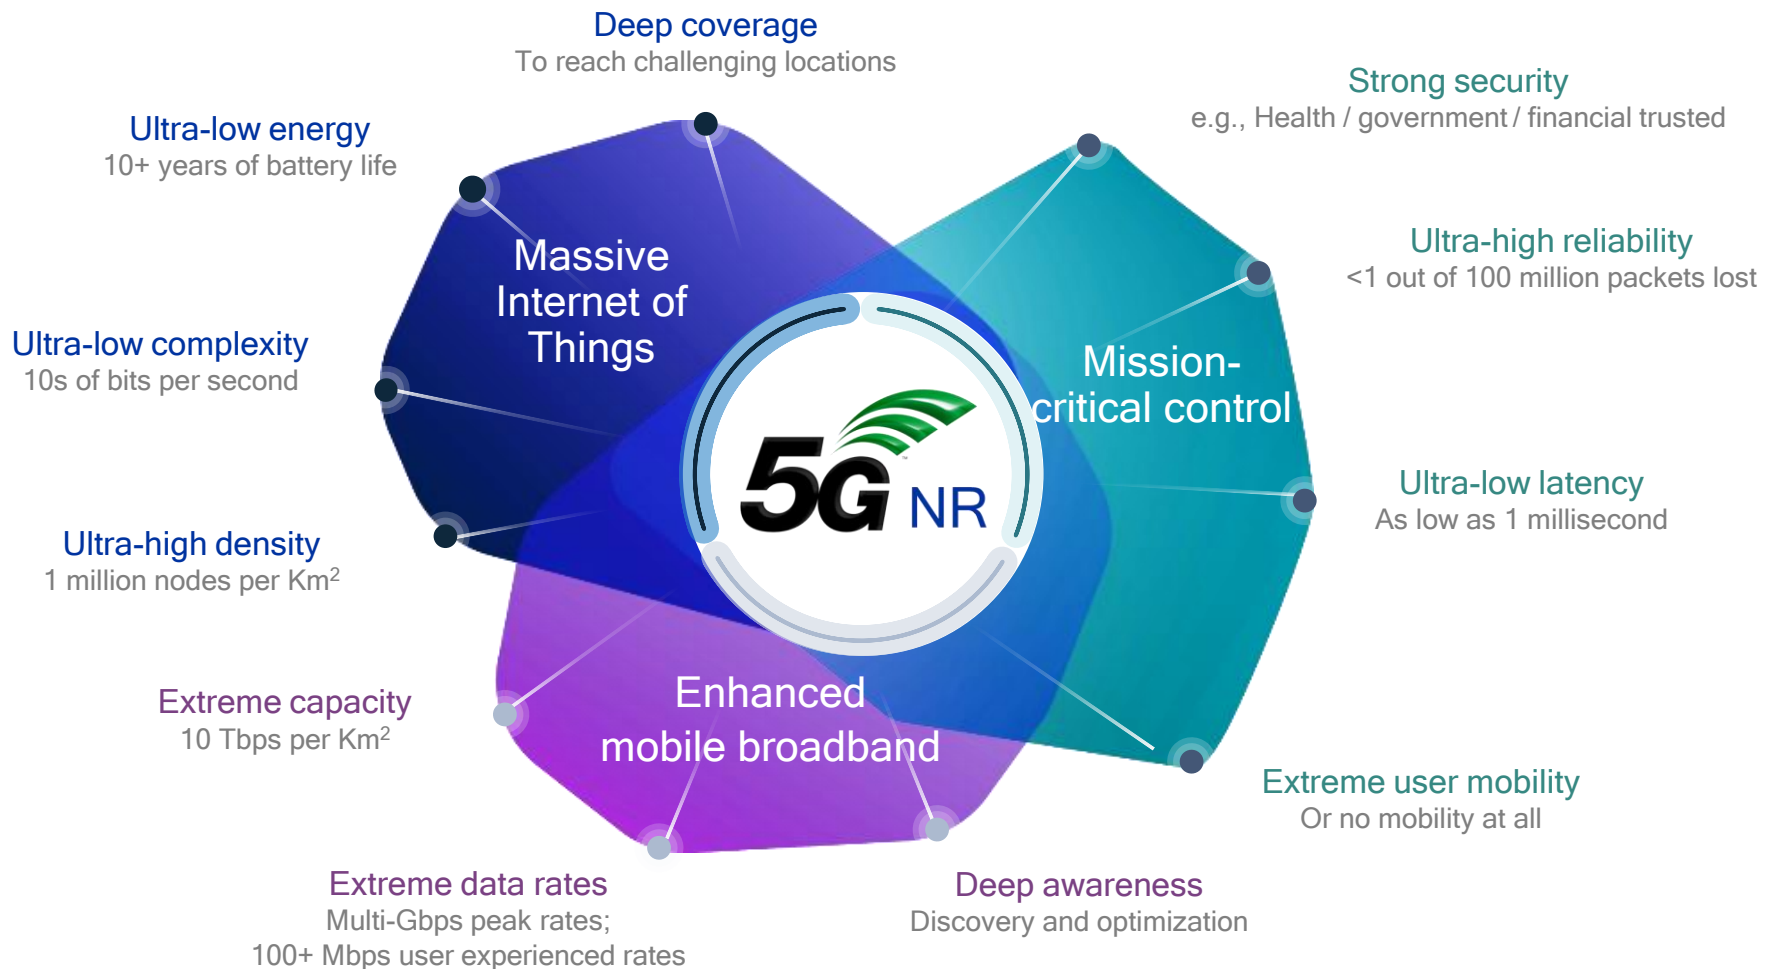 Deep coverage
To reach challenging locations
Strong security
e.g., Health / government / financial trusted
Ultra-low energy
10+ years of battery life
Ultra-high reliability
<1 out of 100 million packets lost
Massive
Internet of
Things
Ultra-low complexity
10s of bits per second
Mission-
critical control
5G™ NR
Ultra-low latency
As low as 1 millisecond
Ultra-high density
1 million nodes per Km²
Extreme capacity
10 Tbps per Km²
Enhanced
mobile broadband
Extreme user mobility
Or no mobility at all
Extreme data rates
Multi-Gbps peak rates;
100+ Mbps user experienced rates
Deep awareness
Discovery and optimization